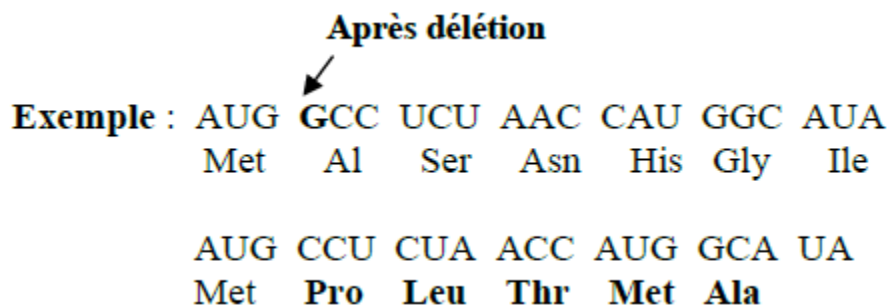 Après délétion
Exemple : AUG GCC UCU AAC CAU GGC AUA
Met Al Ser Asn His Gly Ile
AUG CCU CUA ACC AUG GCA UA
Met Pro Leu Thr Met Ala